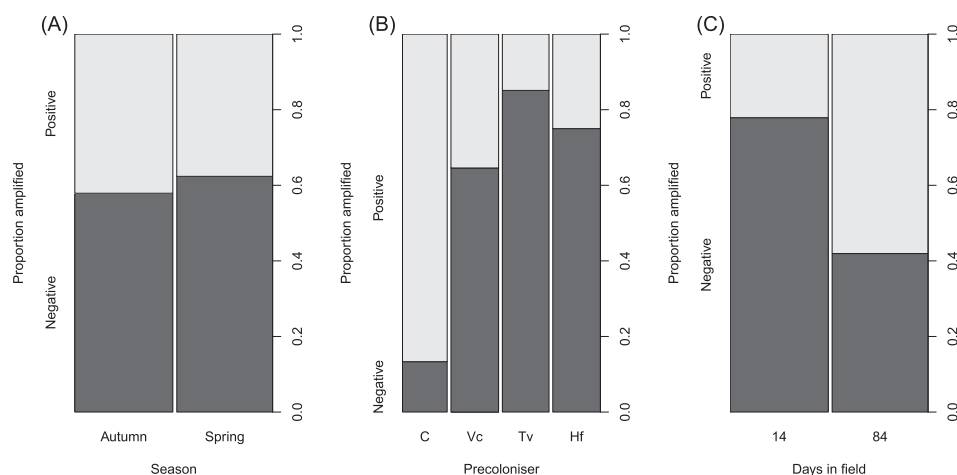 (A)
Proportion amplified
Negative
Positive
0.0
0.2
0.4
0.6
0.8
1.0
Autumn
Spring
Season
(B)
Proportion amplified
Negative
Positive
0.0
0.2
0.4
0.6
0.8
1.0
C
Vc
Tv
Hf
Precoloniser
(C)
Proportion amplified
Negative
Positive
0.0
0.2
0.4
0.6
0.8
1.0
14
84
Days in field